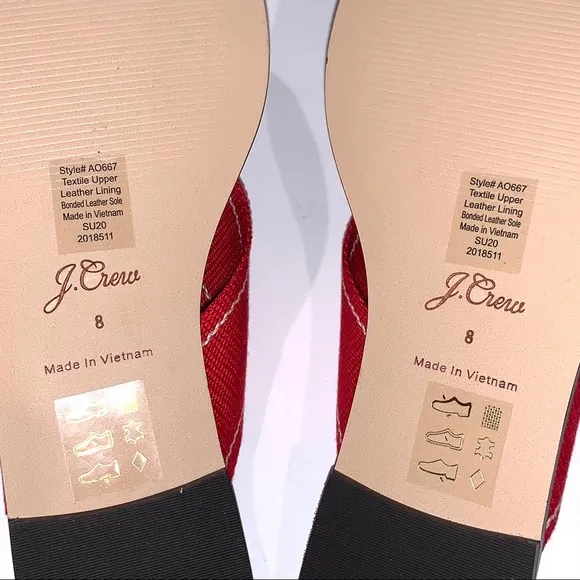 Style# AO667
Textile Upper
Leather Lining
Bonded Leather Sole
Made in Vietnam
SU20
2018511
J.Crew
8
Made In Vietnam
Style# AO667
Textile Upper
Leather Lining
Bonded Leather Sole
Made in Vietnam
SU20
2018511
J.Crew
8
Made In Vietnam